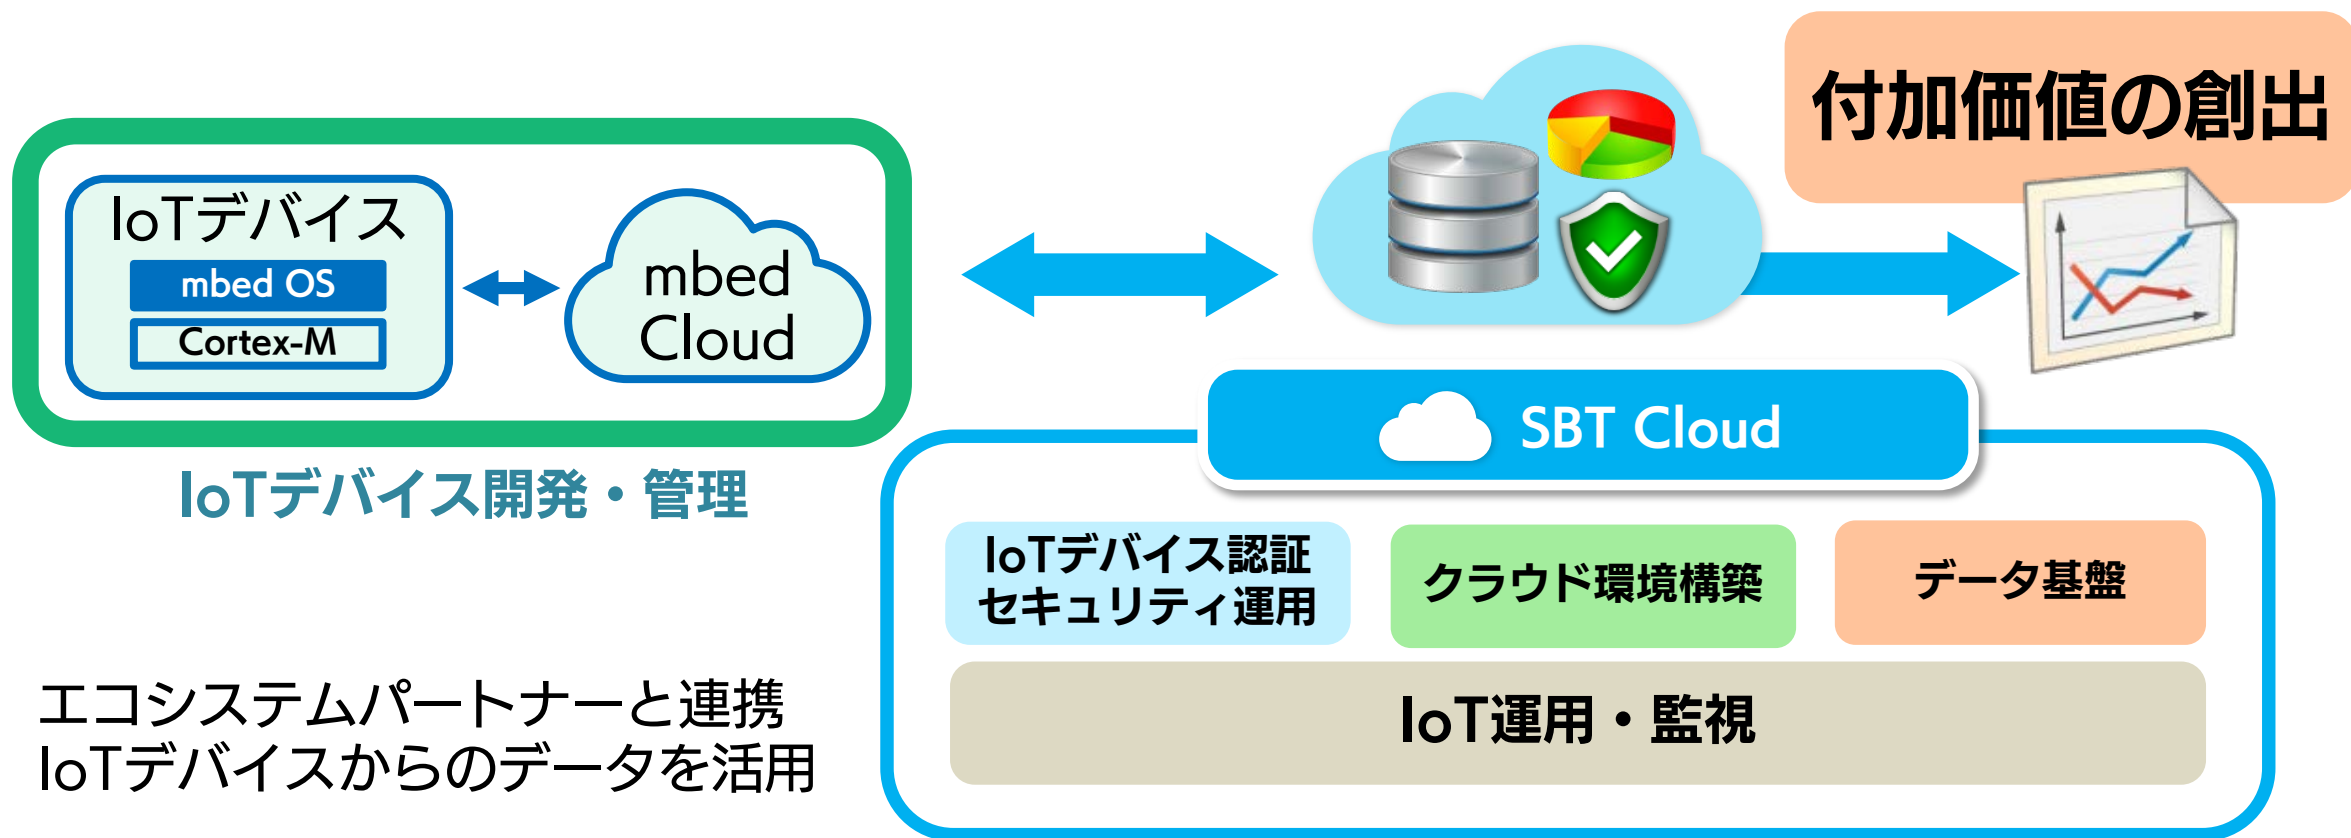 付加価値の創出
IoTデバイス
mbed OS
Cortex-M
mbed
Cloud
IoTデバイス開発・管理
SBT Cloud
IoTデバイス認証
セキュリティ運用
クラウド環境構築
データ基盤
IoT運用・監視
エコシステムパートナーと連携
IoTデバイスからのデータを活用